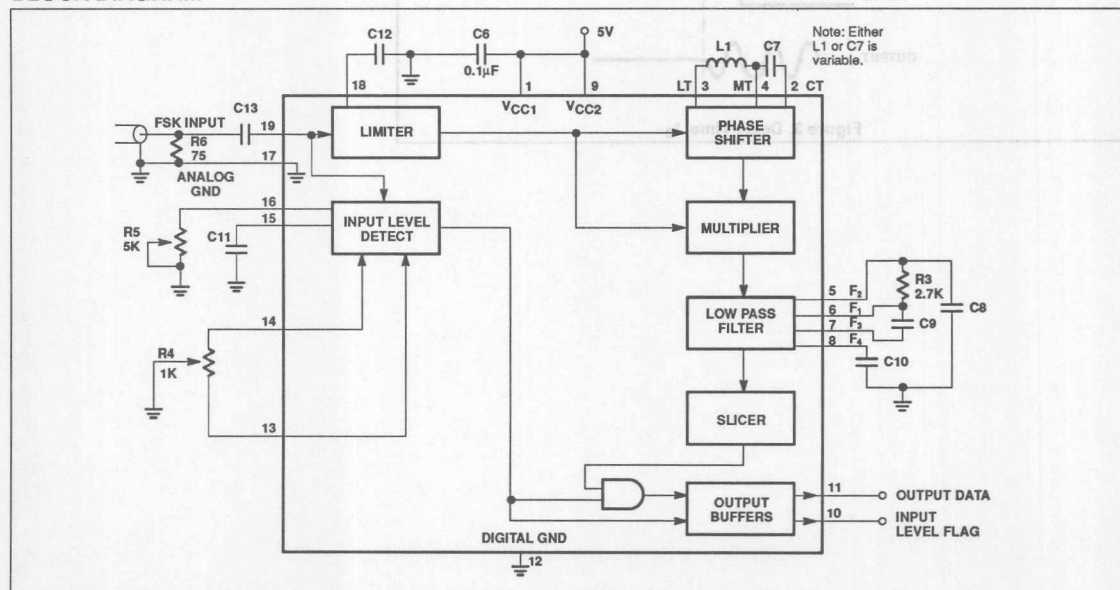 C12
C6
0.1µF
5V
L1
C7
Note: Either
L1 or C7 is
variable.
18
1
9
LT 3
MT 4
2 CT
VCC1
VCC2
C13
FSK INPUT
19
R6
75
17
ANALOG
GND
LIMITER
PHASE
SHIFTER
16
15
R5
5K
C11
INPUT LEVEL
DETECT
MULTIPLIER
14
R4
1K
13
LOW PASS
FILTER
5 F2
6 F1
7 F3
8 F4
R3
2.7K
C9
C8
C10
SLICER
OUTPUT
BUFFERS
11
OUTPUT DATA
10
INPUT
LEVEL FLAG
DIGITAL GND
12